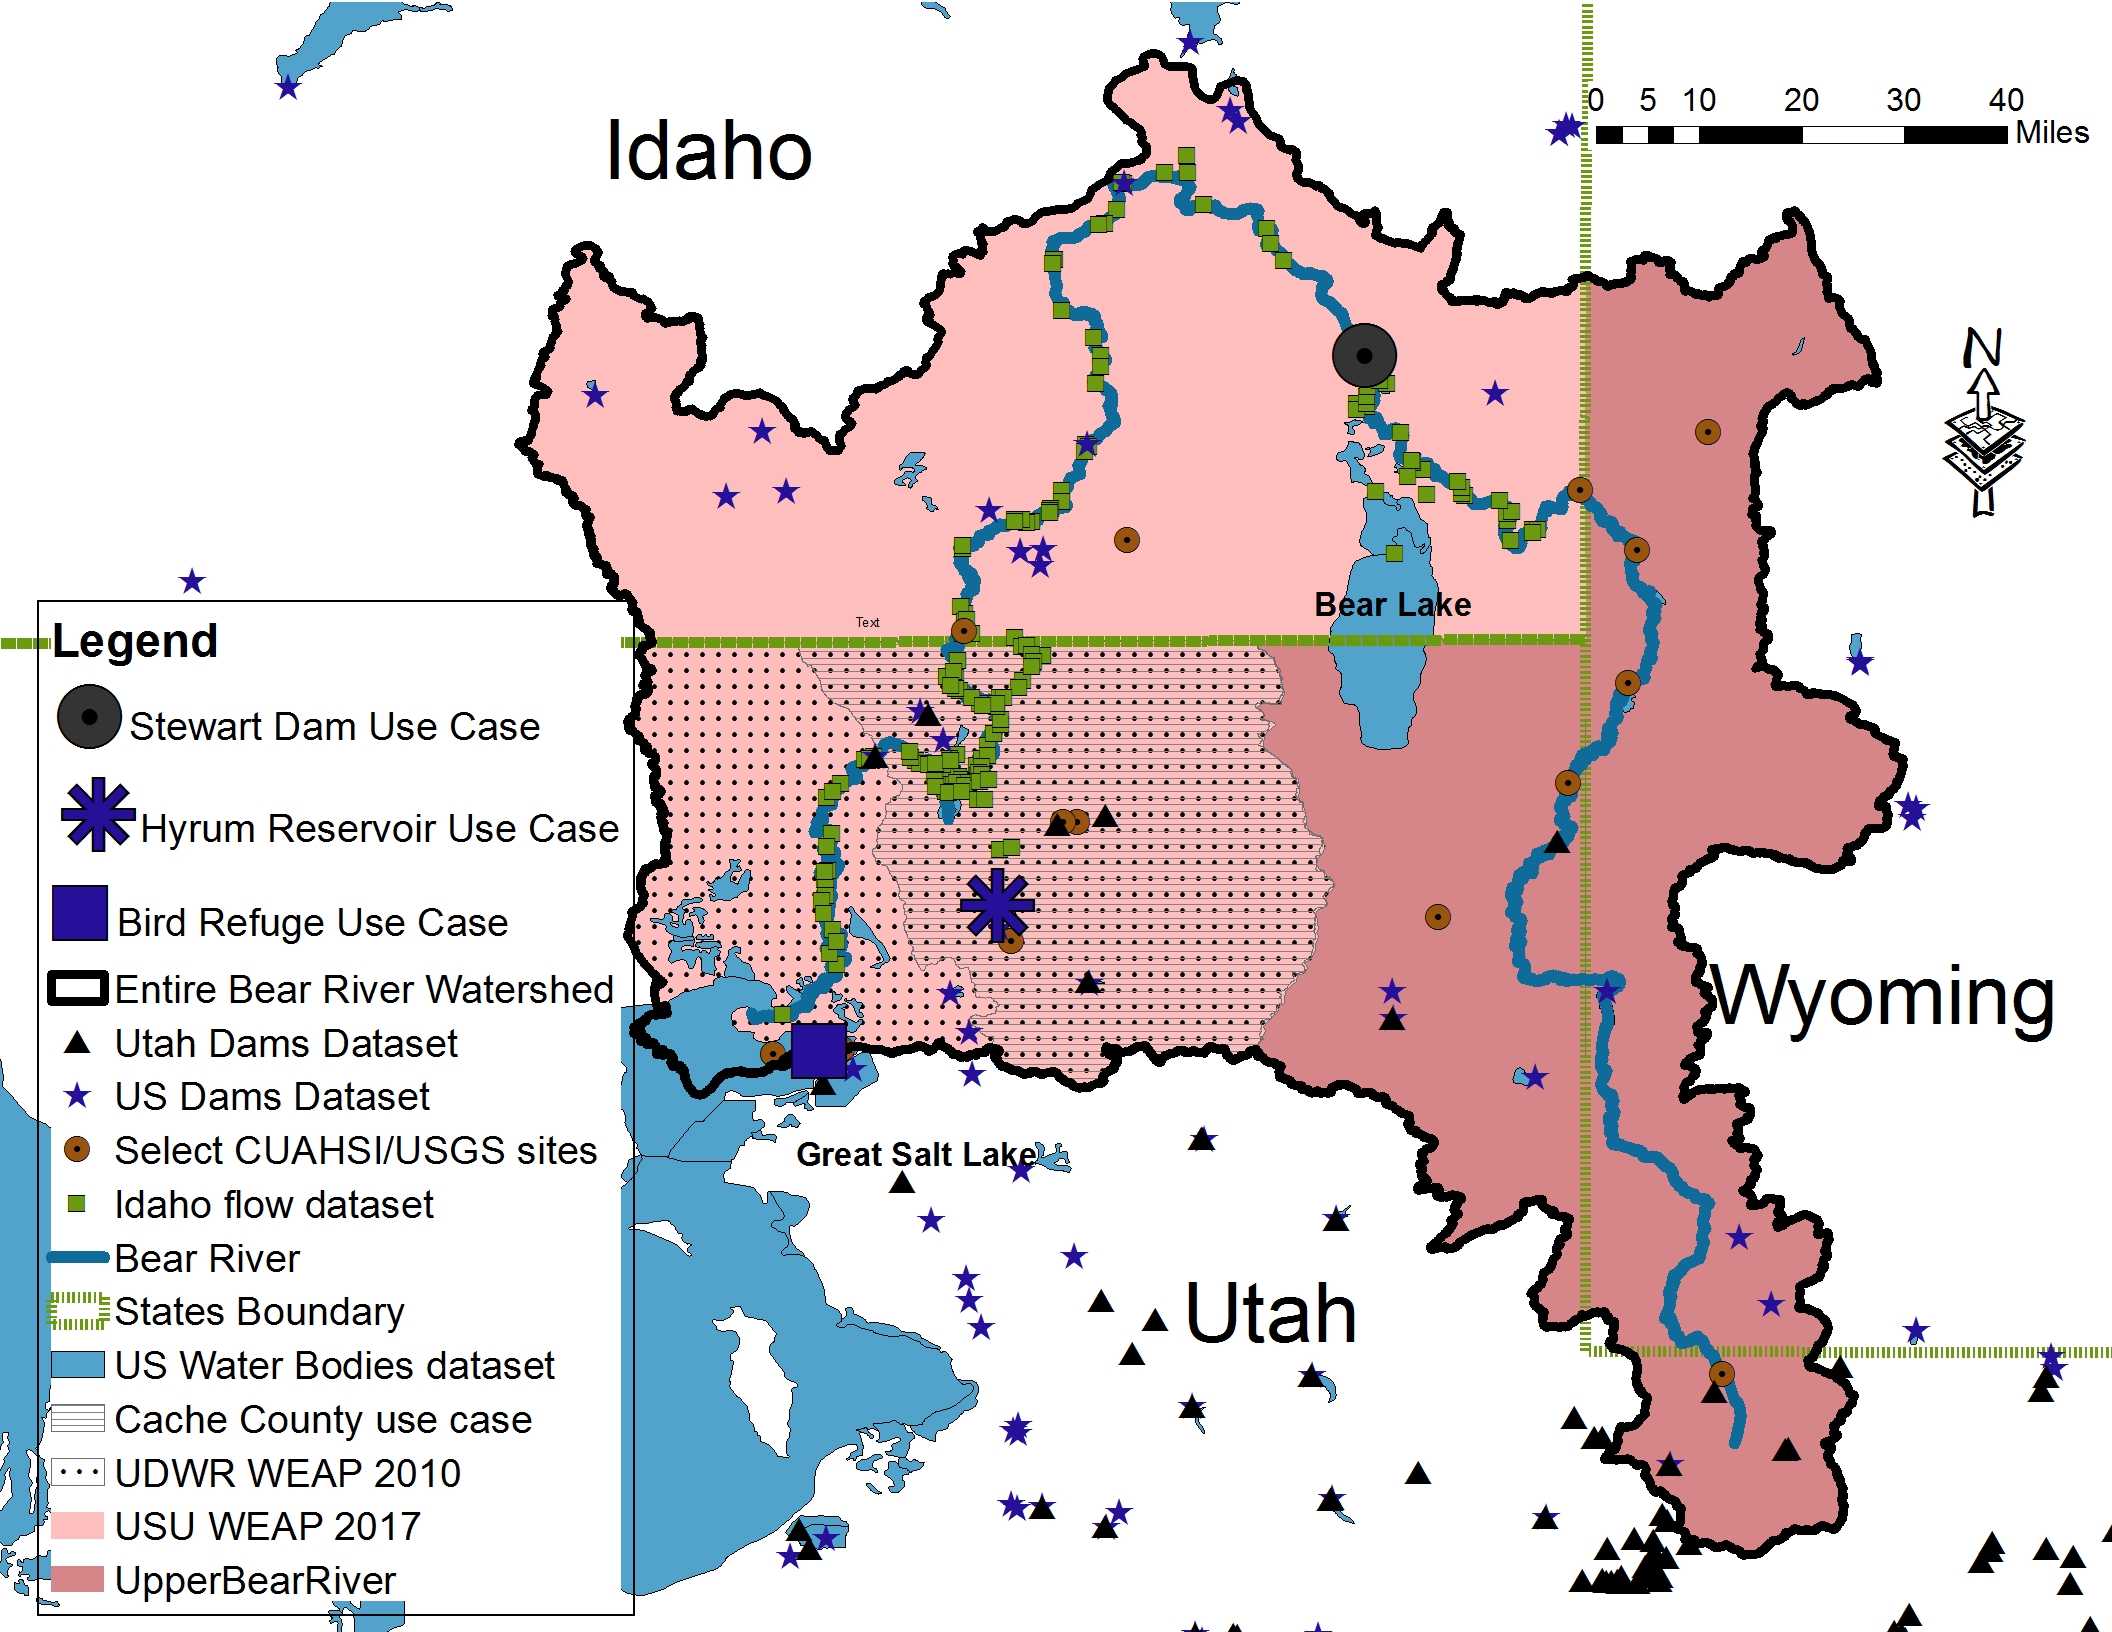 Idaho
0 5 10 20 30 40
Miles
N
Text
Bear Lake
Legend
Stewart Dam Use Case
Hyrum Reservoir Use Case
Bird Refuge Use Case
Entire Bear River Watershed
Utah Dams Dataset
US Dams Dataset
Select CUAHSI/USGS sites
Idaho flow dataset
Bear River
States Boundary
US Water Bodies dataset
Cache County use case
UDWR WEAP 2010
USU WEAP 2017
UpperBearRiver
Wyoming
Great Salt Lake
Utah